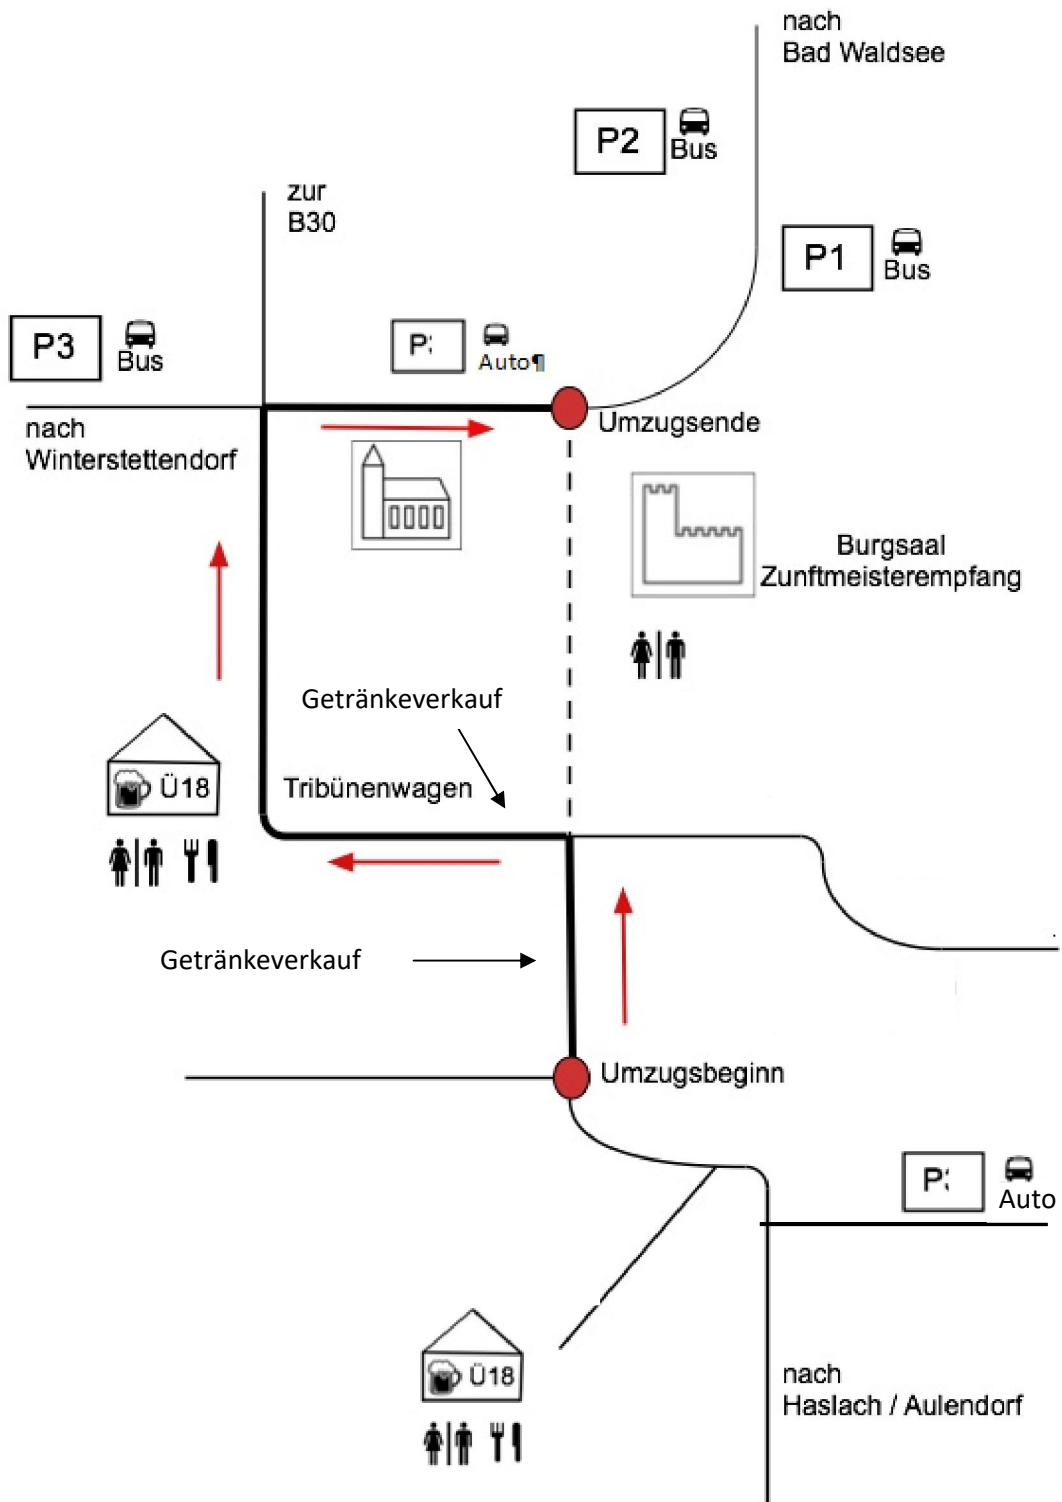 nach
Bad Waldsee
P2
Bus
zur
B30
P1
Bus
P3
Bus
Auto¶
Umzugsende
nach
Winterstettendorf
Burgsaal
Zunftmeisterempfang
Getränkeverkauf
Ü18
Tribünenwagen
Getränkeverkauf
Umzugsbeginn
Auto
Ü18
nach
Haslach / Aulendorf